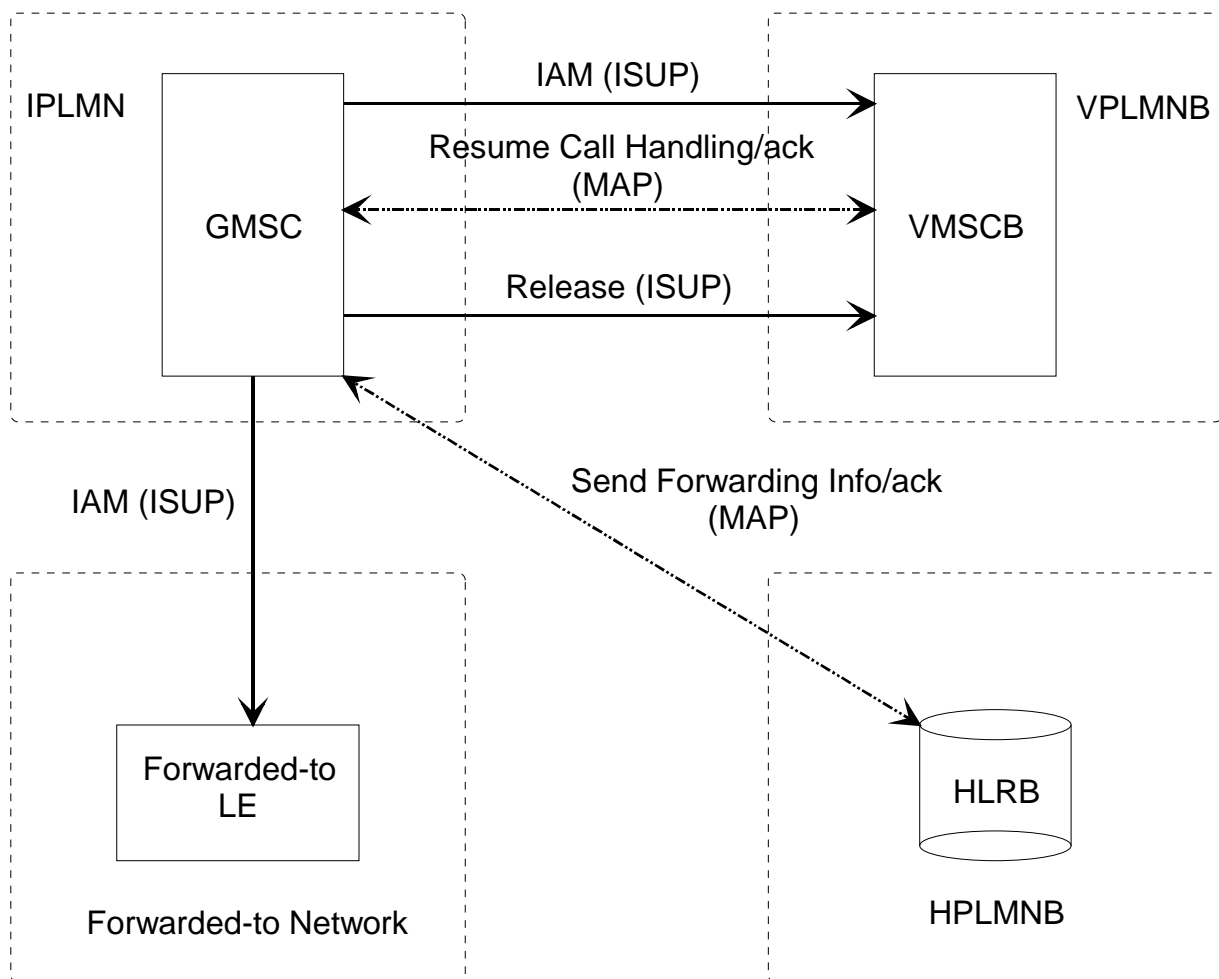 IAM (ISUP)
IPLMN
VPLMNB
Resume Call Handling/ack
(MAP)
GMSC
VMSCB
Release (ISUP)
Send Forwarding Info/ack
(MAP)
IAM (ISUP)
Forwarded-to
LE
HLRB
Forwarded-to Network
HPLMNB